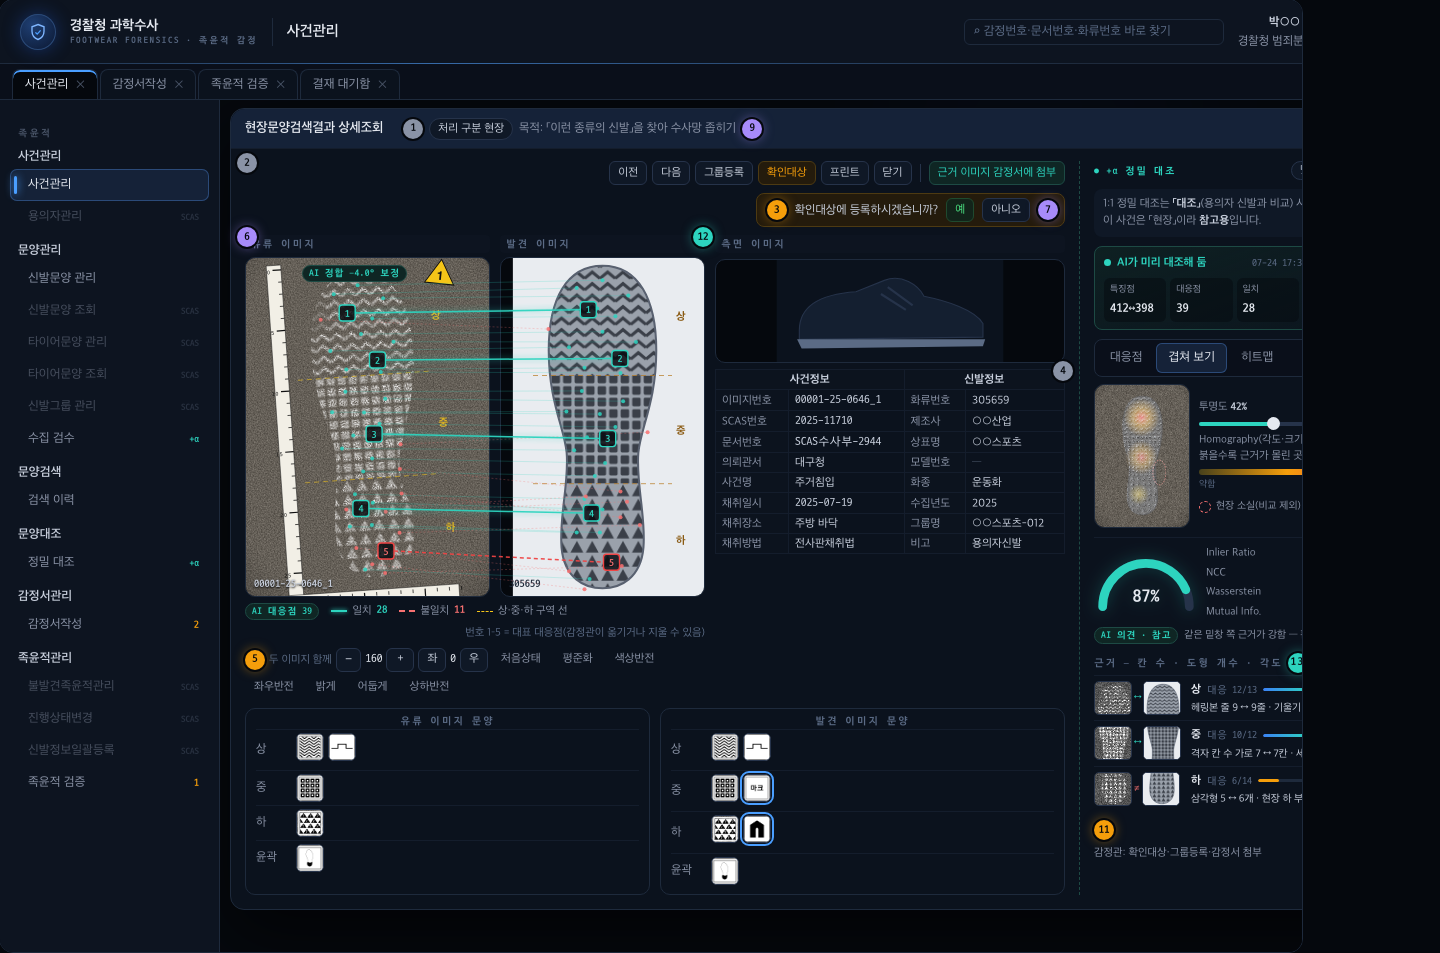 경찰청 과학수사
FOOTWEAR FORENSICS · 족윤적 감정
사건관리
감정번호·문서번호·화류번호 바로 찾기
박○○
경찰청 범죄분
사건관리 ×
감정서작성 ×
족윤적 검증 ×
결재 대기함 ×
족윤적
사건관리
사건관리
용의자관리 SCAS
문양관리
신발문양 관리
신발문양 조회 SCAS
타이어문양 관리 SCAS
타이어문양 조회 SCAS
신발그룹 관리 SCAS
수집 검수 +α
문양검색
검색 이력
문양대조
정밀 대조 +α
감정서관리
감정서작성 2
족윤적관리
불발견족윤적관리 SCAS
진행상태변경 SCAS
신발정보일괄등록 SCAS
족윤적 검증 1
현장문양검색결과 상세조회 1 처리 구분 현장 목적: 「이런 종류의 신발」을 찾아 수사망 좁히기 9
2
이전 다음 그룹등록 확인대상 프린트 닫기 근거 이미지 감정서에 첨부
3 확인대상에 등록하시겠습니까? 예 아니오 7
6 유류 이미지
발견 이미지
12 측면 이미지
AI 정합 -4.0° 보정
1
상
중
하
1
2
3
4
5
00001-25-0646_1
상
중
하
1
2
3
4
5
305659
4
사건정보 신발정보
이미지번호 00001-25-0646_1 화류번호 305659
SCAS번호 2025-11710 제조사 ○○산업
문서번호 SCAS수사부-2944 상표명 ○○스포츠
의뢰관서 대구청 모델번호 —
사건명 주거침입 화종 운동화
채취일시 2025-07-19 수집년도 2025
채취장소 주방 바닥 그룹명 ○○스포츠-012
채취방법 전사판채취법 비고 용의자신발
AI 대응점 39 일치 28 불일치 11 상·중·하 구역 선
번호 1-5 = 대표 대응점(감정관이 옮기거나 지울 수 있음)
5 두 이미지 함께 − 160 + 좌 0 우 처음상태 평준화 색상반전
좌우반전 밝게 어둡게 상하반전
유류 이미지 문양
상
중
하
윤곽
발견 이미지 문양
상
중 마크
하
윤곽
+α 정밀 대조
1:1 정밀 대조는 「대조」(용의자 신발과 비교) 사
이 사건은 「현장」이라 참고용입니다.
AI가 미리 대조해 둠 07-24 17:3
특징점 대응점 일치
412↔398 39 28
대응점 겹쳐 보기 히트맵
투명도 42%
Homography(각도·크기
붉을수록 근거가 몰린 곳
약함
현장 소실(비교 제외)
87%
Inlier Ratio
NCC
Wasserstein
Mutual Info.
AI 의견 · 참고 같은 밑창 쪽 근거가 강함 —
근거 — 칸 수 · 도형 개수 · 각도 13
↔ 상 대응 12/13
헤링본 줄 9 ↔ 9줄 · 기울기
↔ 중 대응 10/12
격자 칸 수 가로 7 ↔ 7칸 · 세
≠ 하 대응 6/14
삼각형 5 ↔ 6개 · 현장 하 부
11
감정관: 확인대상·그룹등록·감정서 첨부